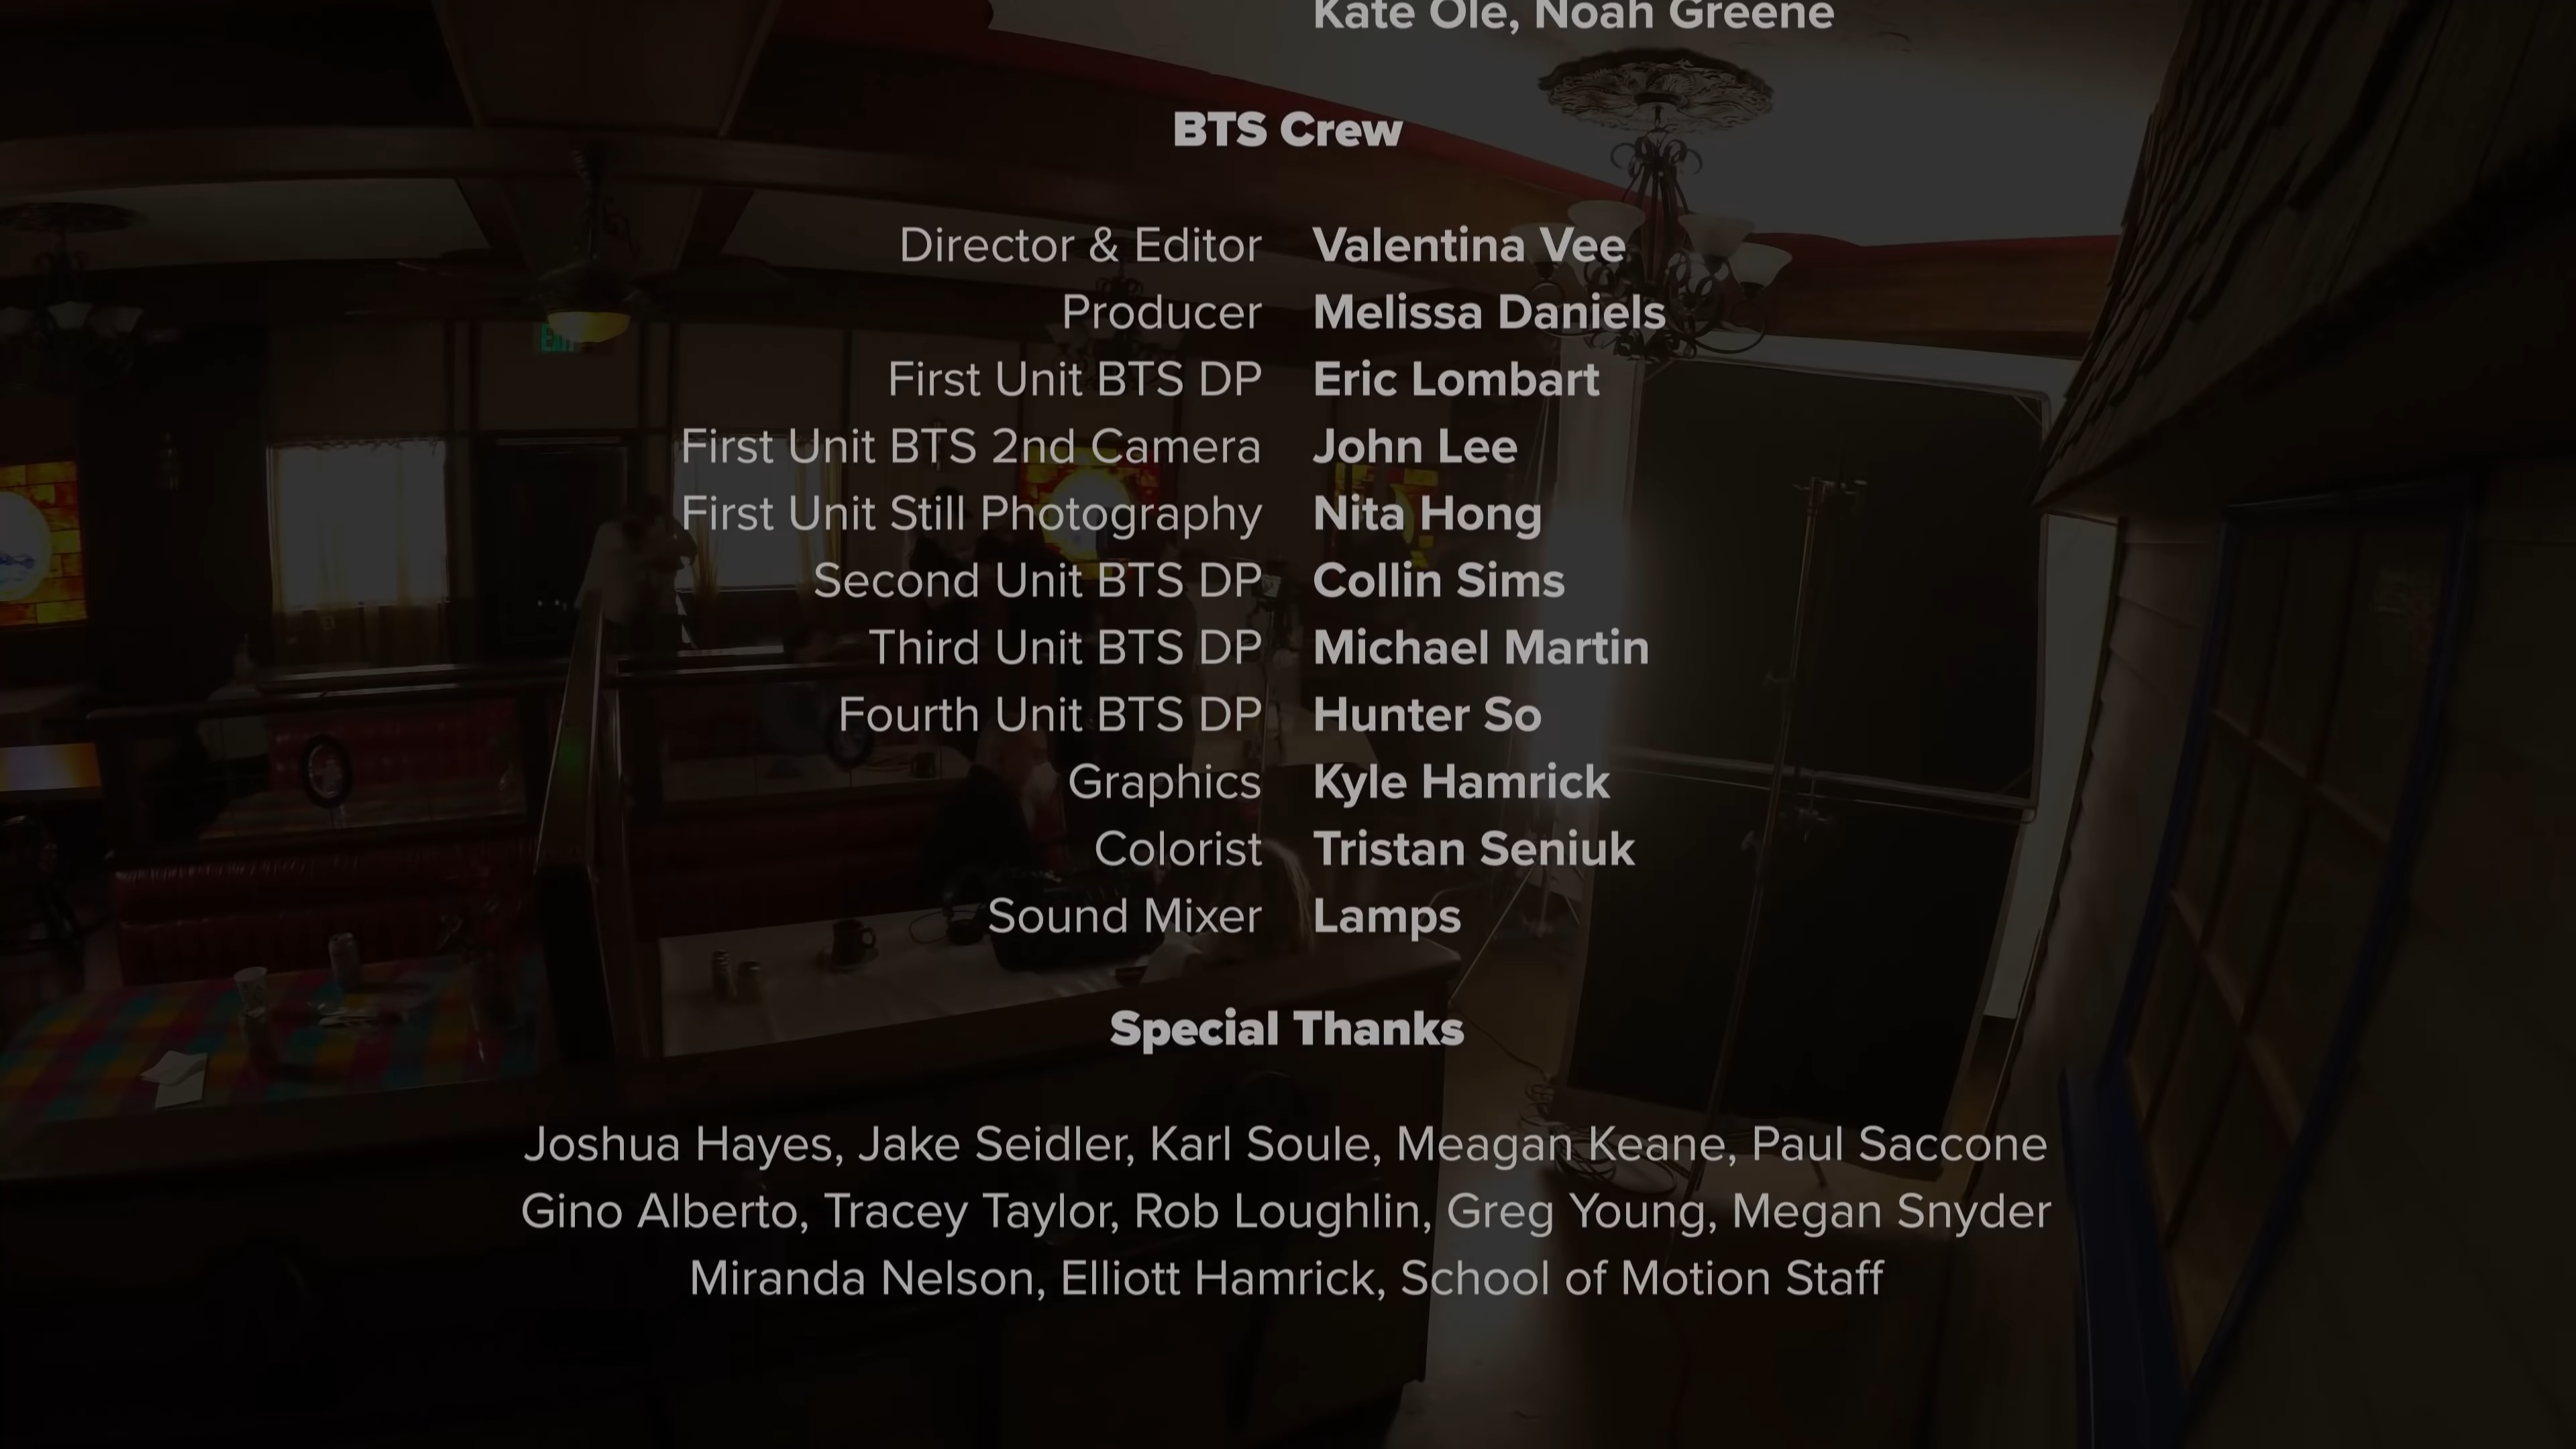 Kate Ole, Noah Greene
BTS Crew
Director & Editor Valentina Vee
Producer Melissa Daniels
First Unit BTS DP Eric Lombart
First Unit BTS 2nd Camera John Lee
First Unit Still Photography Nita Hong
Second Unit BTS DP Collin Sims
Third Unit BTS DP Michael Martin
Fourth Unit BTS DP Hunter So
Graphics Kyle Hamrick
Colorist Tristan Seniuk
Sound Mixer Lamps
Special Thanks
Joshua Hayes, Jake Seidler, Karl Soule, Meagan Keane, Paul Saccone
Gino Alberto, Tracey Taylor, Rob Loughlin, Greg Young, Megan Snyder
Miranda Nelson, Elliott Hamrick, School of Motion Staff